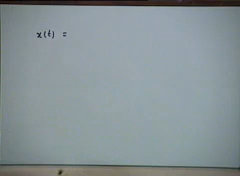 x(t) =